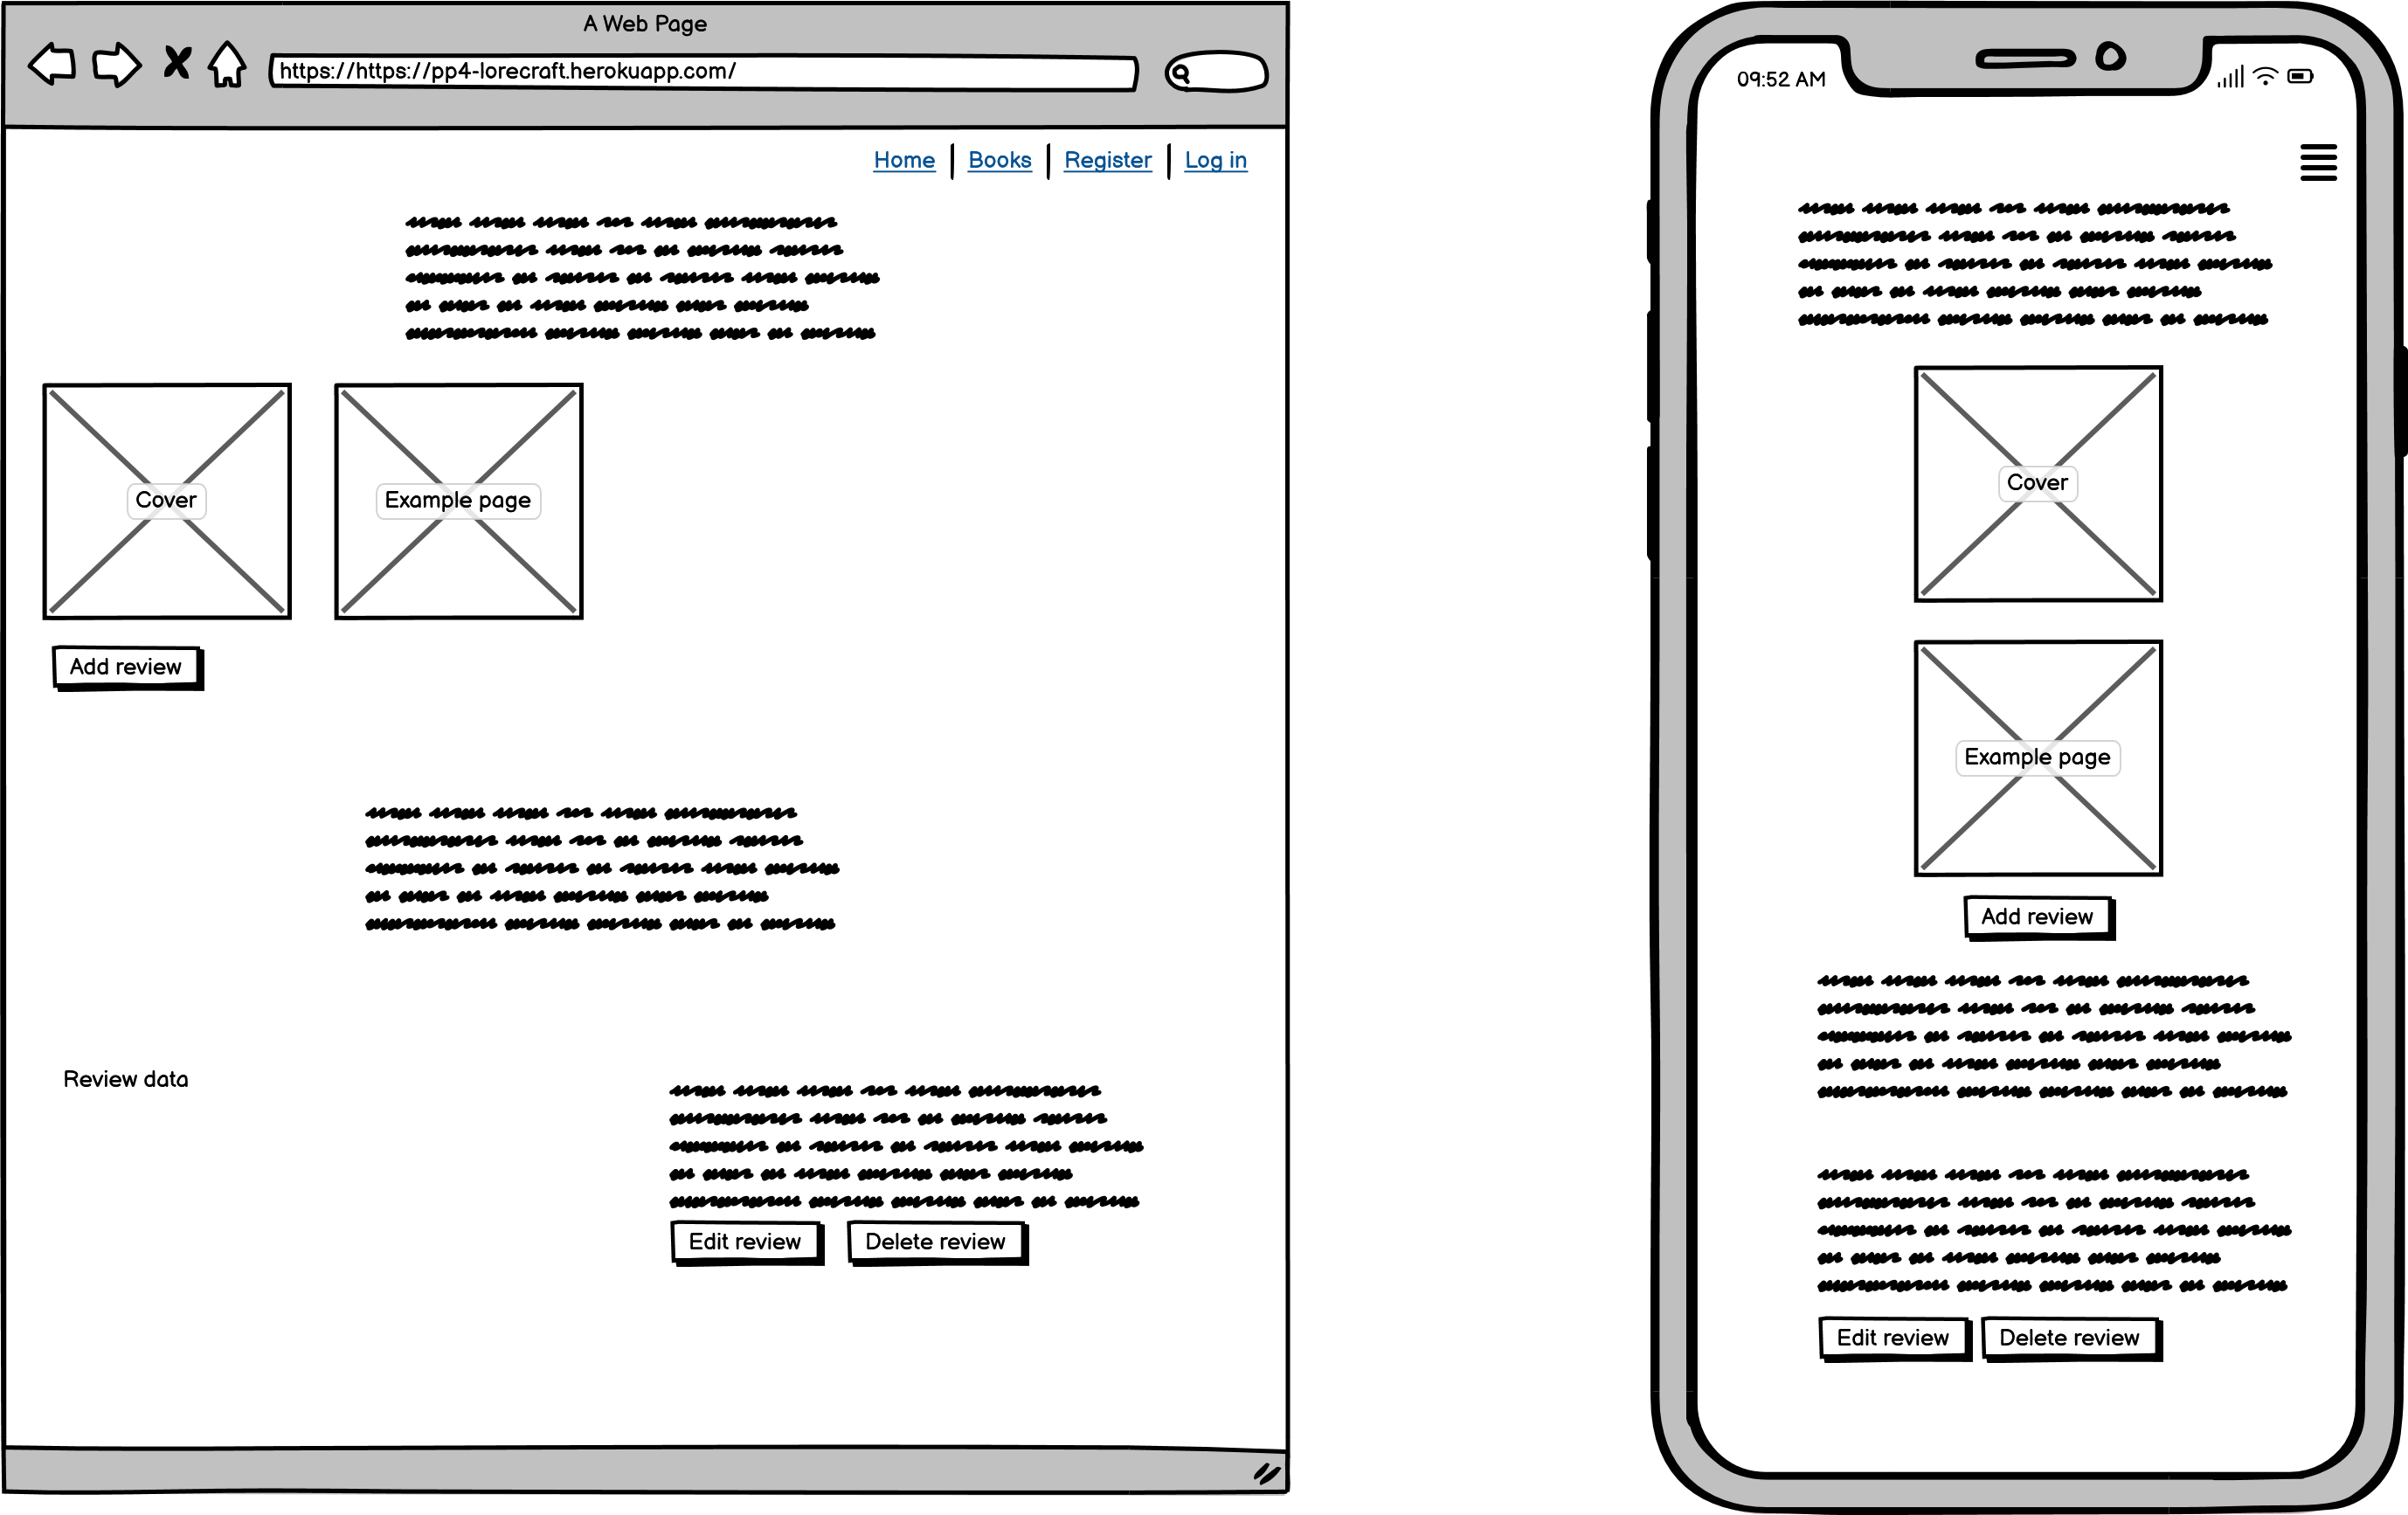 A Web Page
https://https://pp4-lorecraft.herokuapp.com/
Home
Books
Register
Log in
Cover
Example page
Add review
Review data
Edit review
Delete review
09:52 AM
Cover
Example page
Add review
Edit review
Delete review